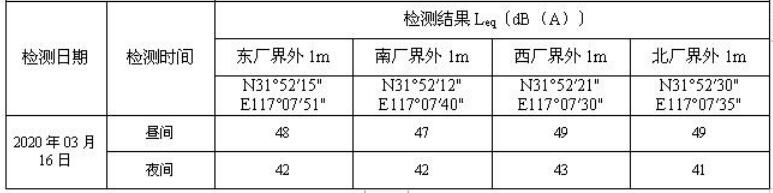 检测日期
检测时间
检测结果 Leq〔dB（A）〕
东厂界外 1m
南厂界外 1m
西厂界外 1m
北厂界外 1m
N31°52′15″
E117°07′51″
N31°52′12″
E117°07′40″
N31°52′21″
E117°07′30″
N31°52′30″
E117°07′35″
2020 年 03 月
16 日
昼间
48
47
49
49
夜间
42
42
43
41